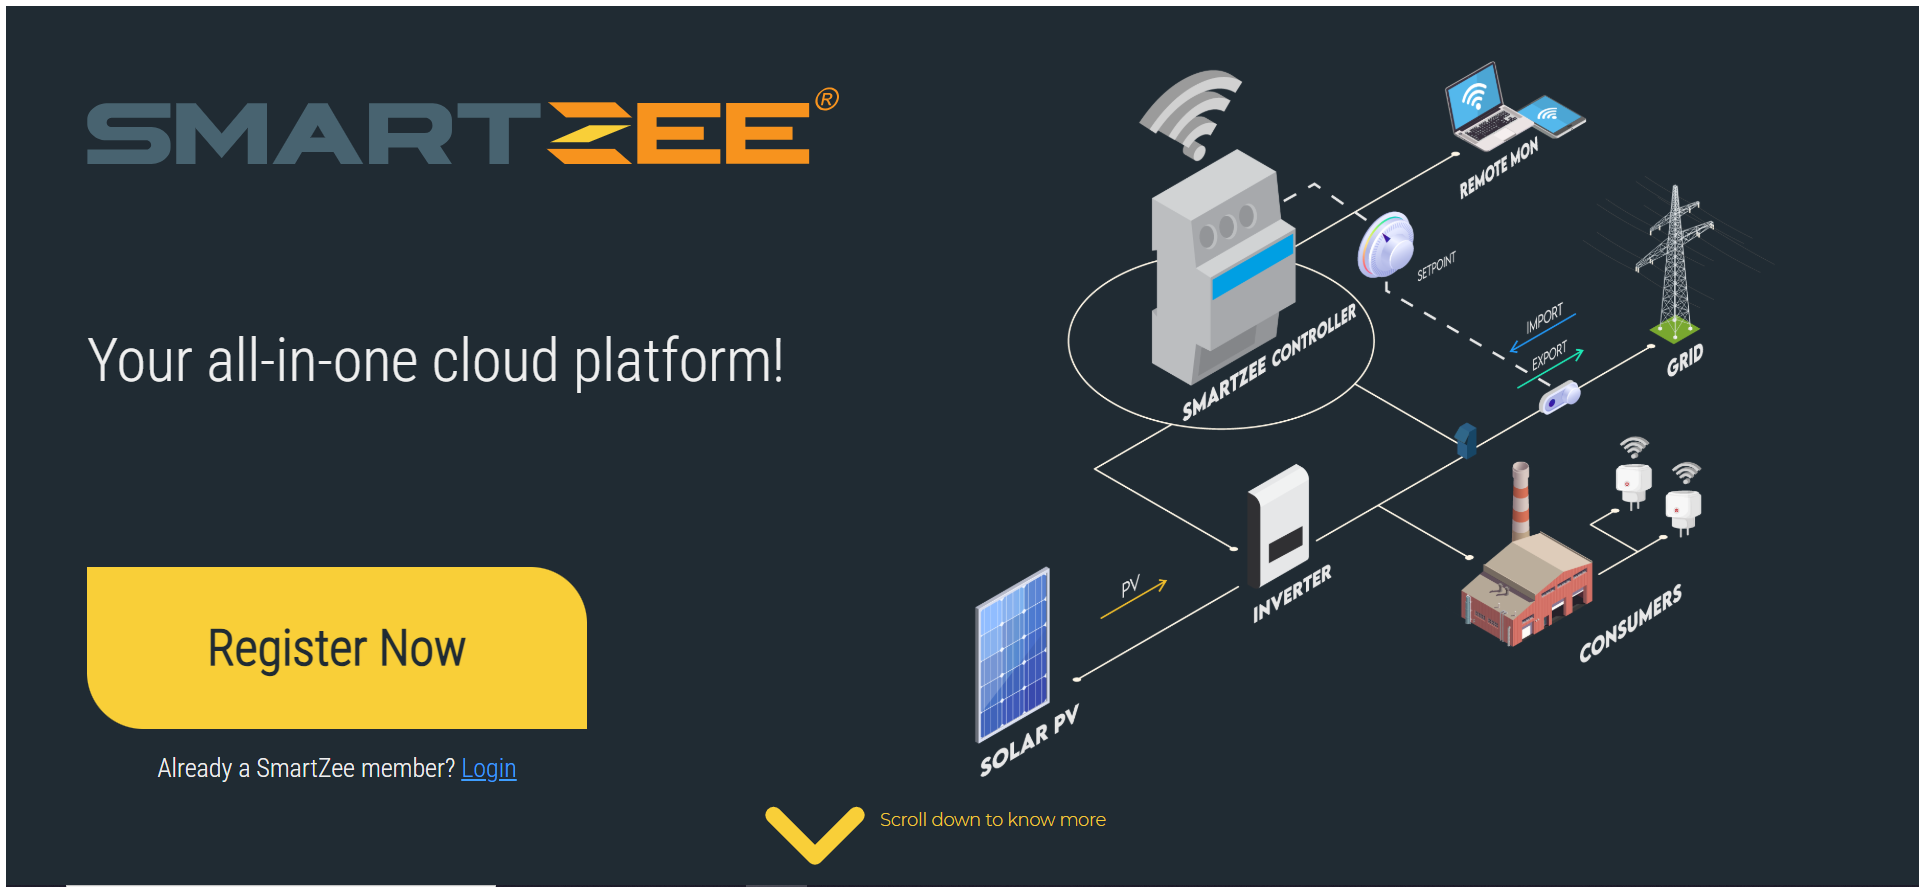 SMARTZEE®
Your all-in-one cloud platform!
Register Now
Already a SmartZee member? Login
Scroll down to know more
REMOTE MON
SETPOINT
IMPORT
EXPORT
GRID
SMARTZEE CONTROLLER
PV
INVERTER
CONSUMERS
SOLAR PV